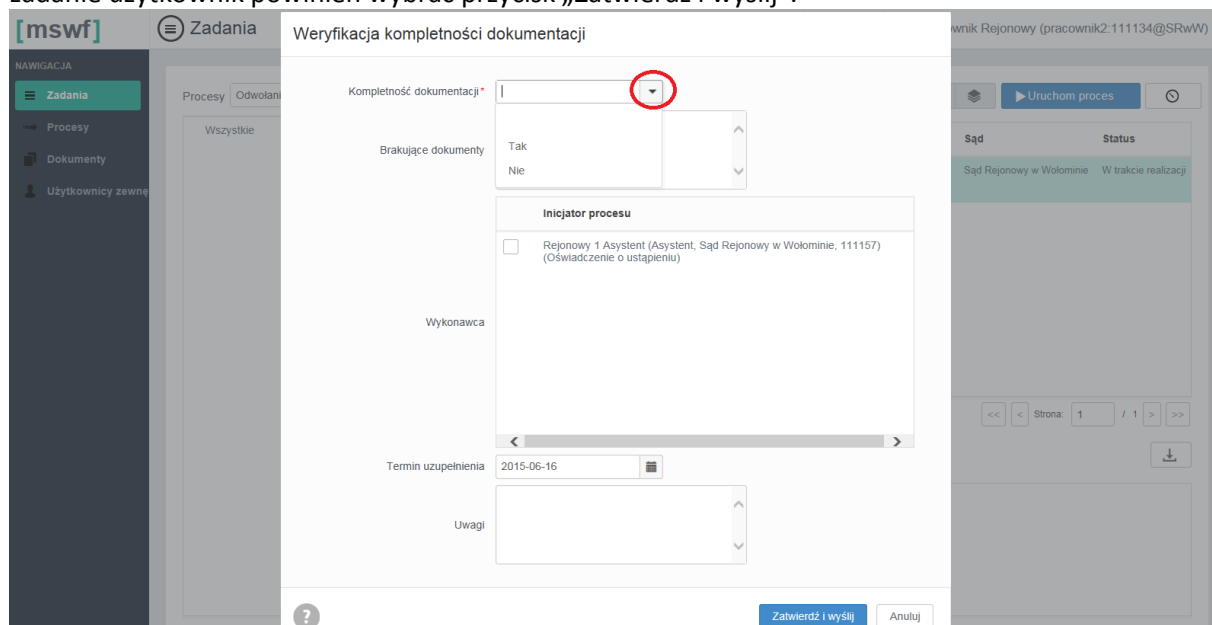 zadanie użytkownik powinien wybrać przycisk „Zatwierdź i wyślij".
[mswf]
Zadania
Weryfikacja kompletności dokumentacji
wnik Rejonowy (pracownik2:111134@SRwW)
NAWIGACJA
Zadania
Procesy
Dokumenty
Użytkownicy zewnę
Procesy Odwołani
Wszystkie
Kompletność dokumentacji*
Tak
Nie
Brakujące dokumenty
Inicjator procesu
Rejonowy 1 Asystent (Asystent, Sąd Rejonowy w Wołominie, 111157)
(Oświadczenie o ustąpieniu)
Wykonawca
Termin uzupełnienia 2015-06-16
Uwagi
? Zatwierdź i wyślij Anuluj
Uruchom proces
Sąd Status
Sąd Rejonowy w Wołominie W trakcie realizacji
<< < Strona: 1 / 1 > >>